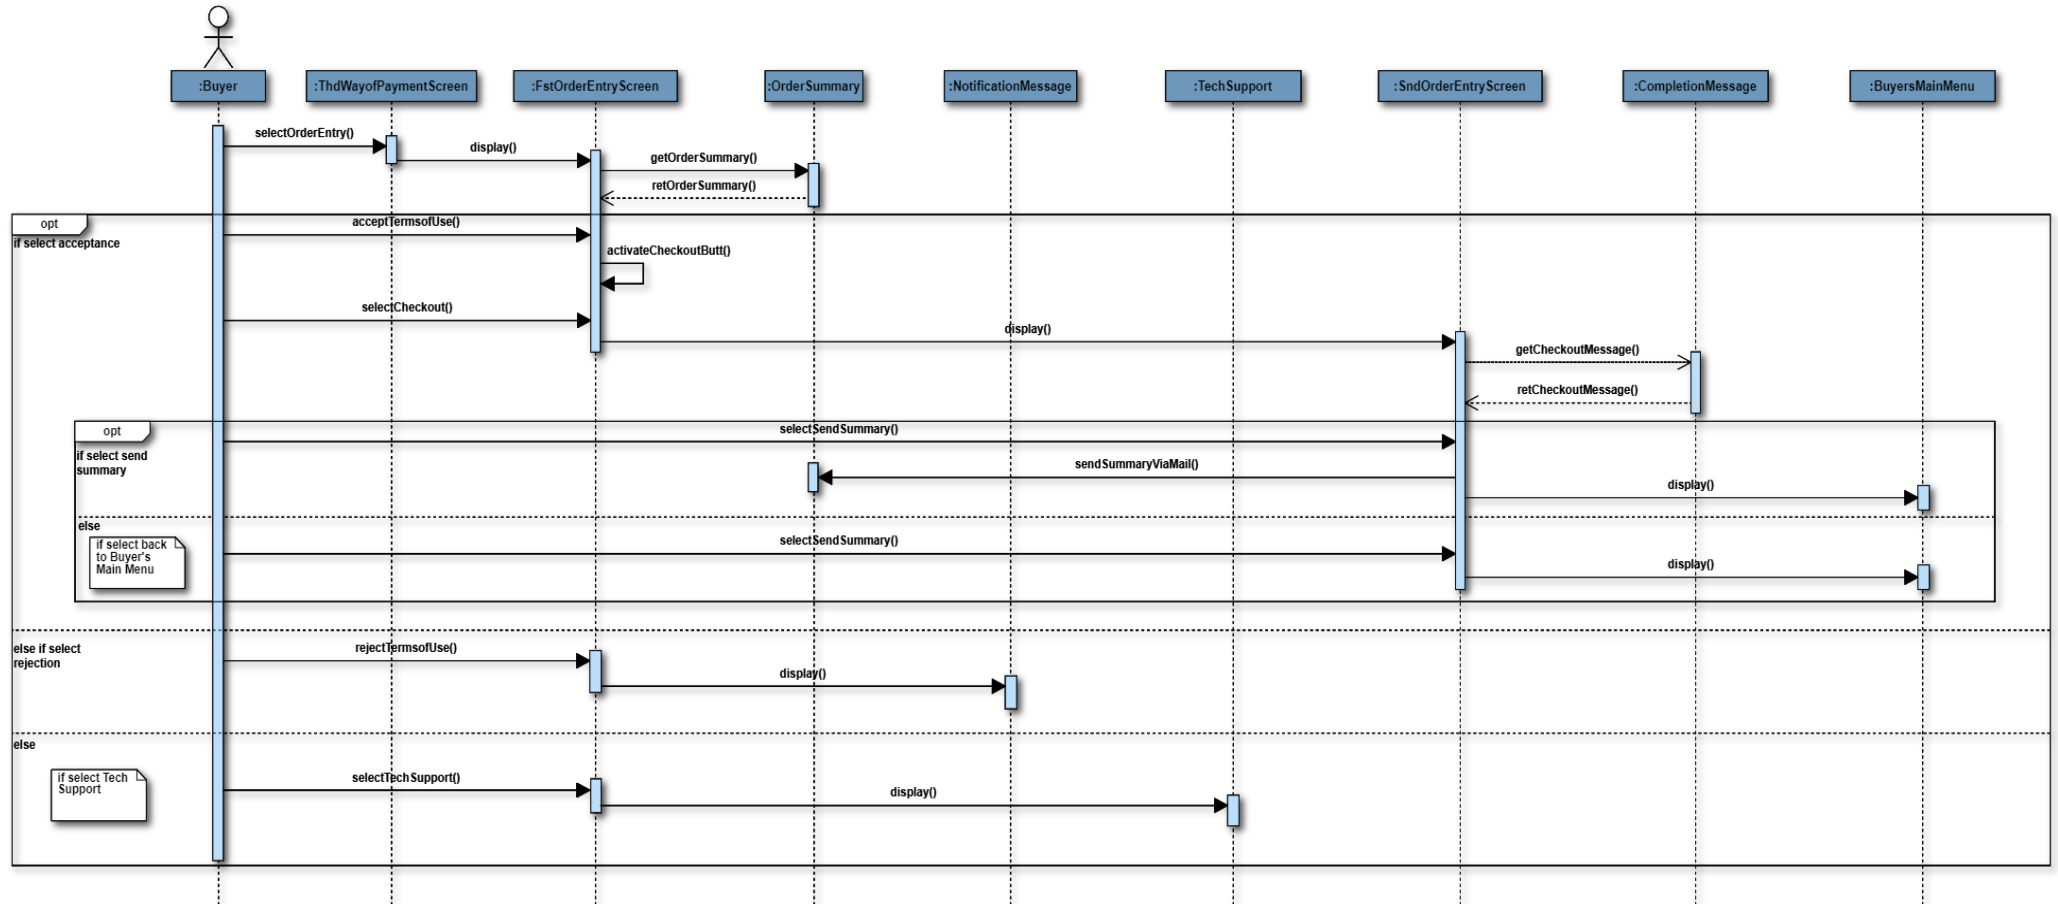 :Buyer
:ThdWayofPaymentScreen
:FstOrderEntryScreen
:OrderSummary
:NotificationMessage
:TechSupport
:SndOrderEntryScreen
:CompletionMessage
:BuyersMainMenu
selectOrderEntry()
display()
getOrderSummary()
retOrderSummary()
opt
if select acceptance
acceptTermsofUse()
activateCheckoutButt()
selectCheckout()
display()
getCheckoutMessage()
retCheckoutMessage()
opt
if select send
summary
selectSendSummary()
sendSummaryViaMail()
display()
else
if select back
to Buyer's
Main Menu
selectSendSummary()
display()
else if select
rejection
rejectTermsofUse()
display()
else
if select Tech
Support
selectTechSupport()
display()